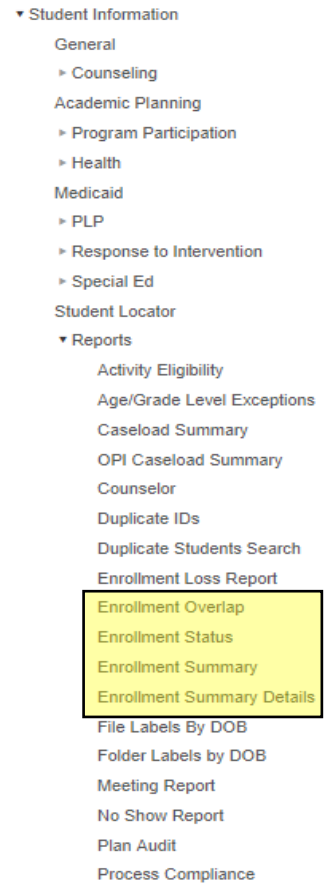 Student Information
General
Counseling
Academic Planning
Program Participation
Health
Medicaid
PLP
Response to Intervention
Special Ed
Student Locator
Reports
Activity Eligibility
Age/Grade Level Exceptions
Caseload Summary
OPI Caseload Summary
Counselor
Duplicate IDs
Duplicate Students Search
Enrollment Loss Report
Enrollment Overlap
Enrollment Status
Enrollment Summary
Enrollment Summary Details
File Labels By DOB
Folder Labels by DOB
Meeting Report
No Show Report
Plan Audit
Process Compliance